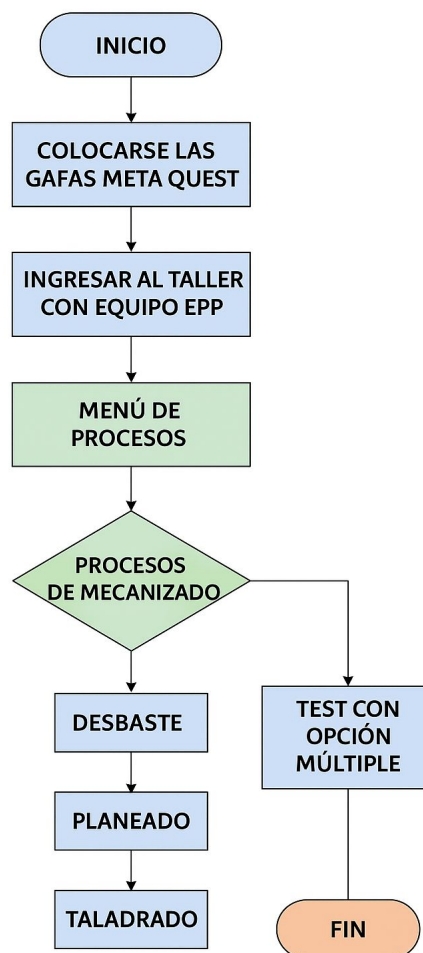 INICIO
COLOCARSE LAS
GAFAS META QUEST
INGRESAR AL TALLER
CON EQUIPO EPP
MENÚ DE
PROCESOS
PROCESOS
DE MECANIZADO
DESBASTE
PLANEADO
TALADRADO
TEST CON
OPCIÓN
MÚLTIPLE
FIN